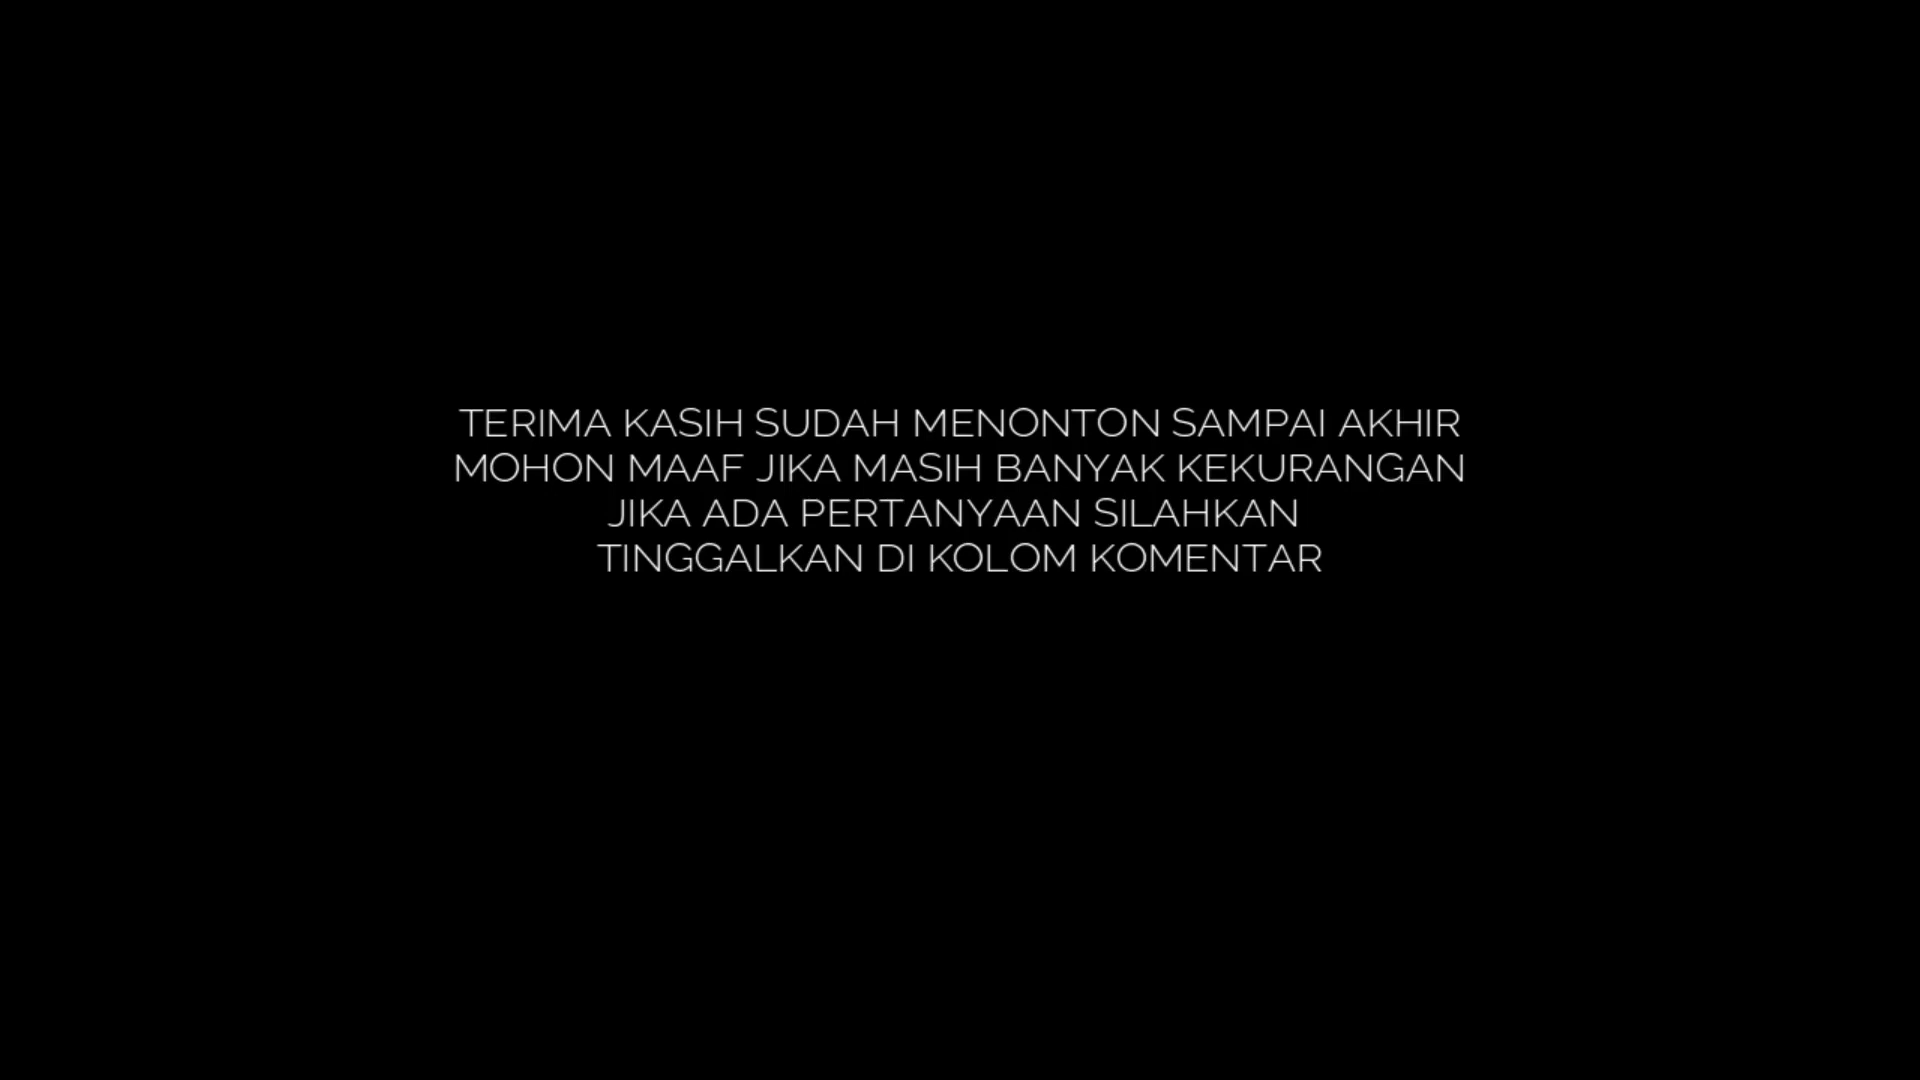 TERIMA KASIH SUDAH MENONTON SAMPAI AKHIR
MOHON MAAF JIKA MASIH BANYAK KEKURANGAN
JIKA ADA PERTANYAAN SILAHKAN
TINGGALKAN DI KOLOM KOMENTAR